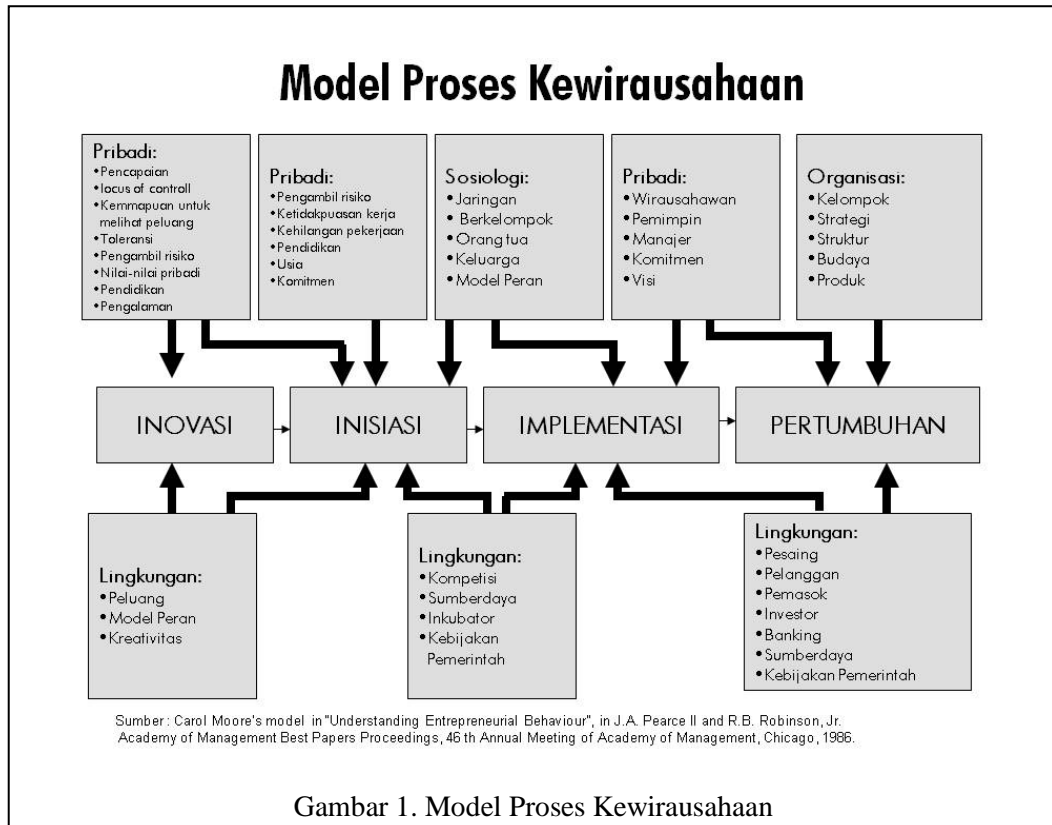 Model Proses Kewirausahaan
Pribadi:
•Pencapaian
•locus of controll
•Kemmapuan untuk
melihat peluang
•Toleransi
•Pengambil risiko
•Nilai-nilai pribadi
•Pendidikan
•Pengalaman
Pribadi:
•Pengambil risiko
•Ketidakpuasan kerja
•Kehilangan pekerjaan
•Pendidikan
•Usia
•Komitmen
Sosiologi:
•Jaringan
• Berkelompok
•Orang tua
•Keluarga
•Model Peran
Pribadi:
•Wirausahawan
•Pemimpin
•Manajer
•Komitmen
•Visi
Organisasi:
•Kelompok
•Strategi
•Struktur
•Budaya
•Produk
INOVASI
INISIASI
IMPLEMENTASI
PERTUMBUHAN
Lingkungan:
•Peluang
•Model Peran
•Kreativitas
Lingkungan:
•Kompetisi
•Sumberdaya
•Inkubator
•Kebijakan
Pemerintah
Lingkungan:
•Pesaing
•Pelanggan
•Pemasok
•Investor
•Banking
•Sumberdaya
•Kebijakan Pemerintah
Sumber : Carol Moore's model in "Understanding Entrepreneurial Behaviour", in J.A. Pearce II and R.B. Robinson, Jr.
Academy of Management Best Papers Proceedings, 46 th Annual Meeting of Academy of Management, Chicago, 1986.
Gambar 1. Model Proses Kewirausahaan